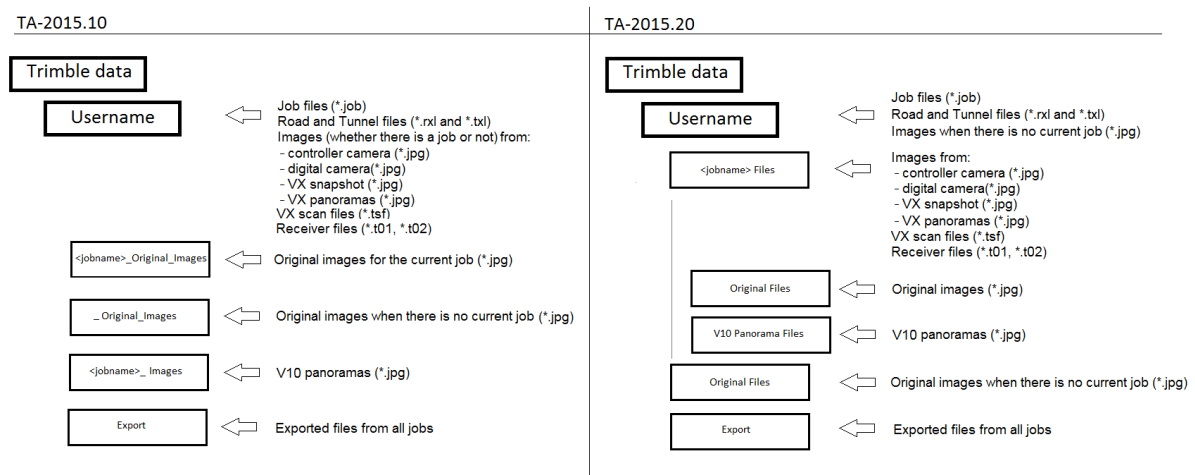 TA-2015.10
Trimble data
Username
Job files (*.job)
Road and Tunnel files (*.rxl and *.txl)
Images (whether there is a job or not) from:
- controller camera (*.jpg)
- digital camera(*.jpg)
- VX snapshot (*.jpg)
- VX panoramas (*.jpg)
VX scan files (*.tsf)
Receiver files (*.t01, *.t02)
<jobname>_Original_Images
Original images for the current job (*.jpg)
_ Original_Images
Original images when there is no current job (*.jpg)
<jobname>_ Images
V10 panoramas (*.jpg)
Export
Exported files from all jobs
TA-2015.20
Trimble data
Username
Job files (*.job)
Road and Tunnel files (*.rxl and *.txl)
Images when there is no current job (*.jpg)
<jobname> Files
Images from:
- controller camera (*.jpg)
- digital camera(*.jpg)
- VX snapshot (*.jpg)
- VX panoramas (*.jpg)
VX scan files (*.tsf)
Receiver files (*.t01, *.t02)
Original Files
Original images (*.jpg)
V10 Panorama Files
V10 panoramas (*.jpg)
Original Files
Original images when there is no current job (*.jpg)
Export
Exported files from all jobs